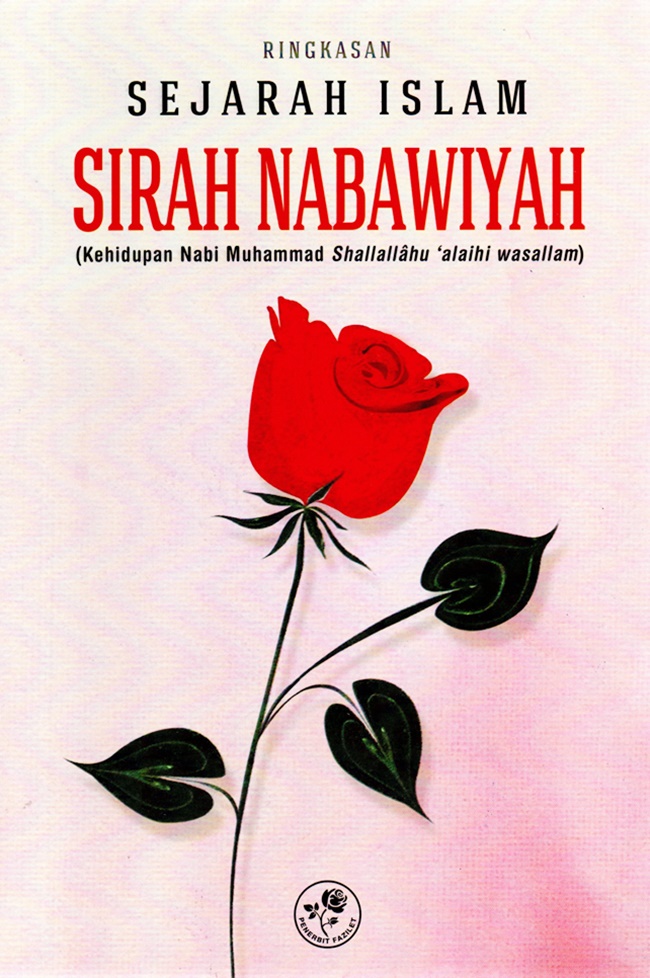 RINGKASAN
SEJARAH ISLAM
SIRAH NABAWIYAH
(Kehidupan Nabi Muhammad Shallallâhu ‘alaihi wasallam)
PENERBIT FAZILET